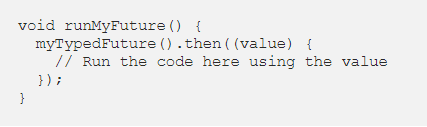 void runMyFuture() {
  myTypedFuture().then((value) {
    // Run the code here using the value
  });
}